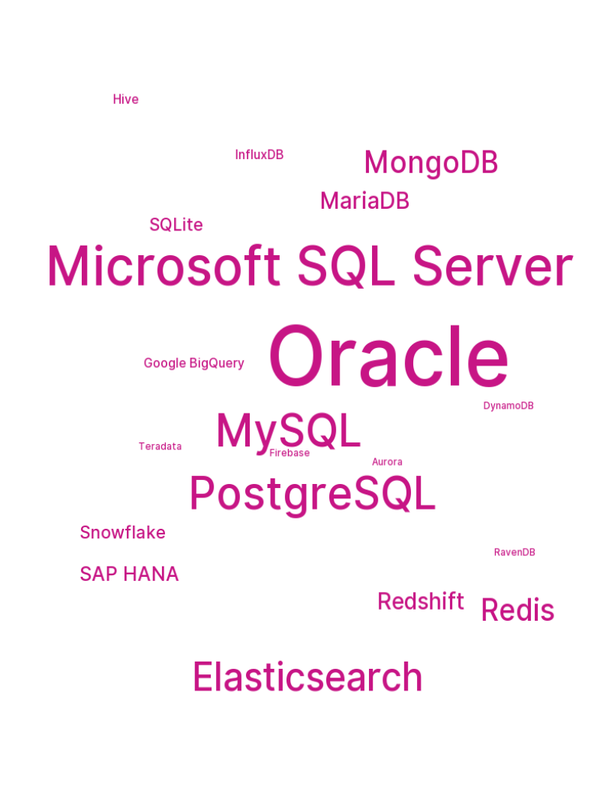 Hive
InfluxDB
MongoDB
MariaDB
SQLite
Microsoft SQL Server
Oracle
Google BigQuery
DynamoDB
MySQL
Teradata
Firebase
Aurora
PostgreSQL
Snowflake
RavenDB
SAP HANA
Redshift
Redis
Elasticsearch